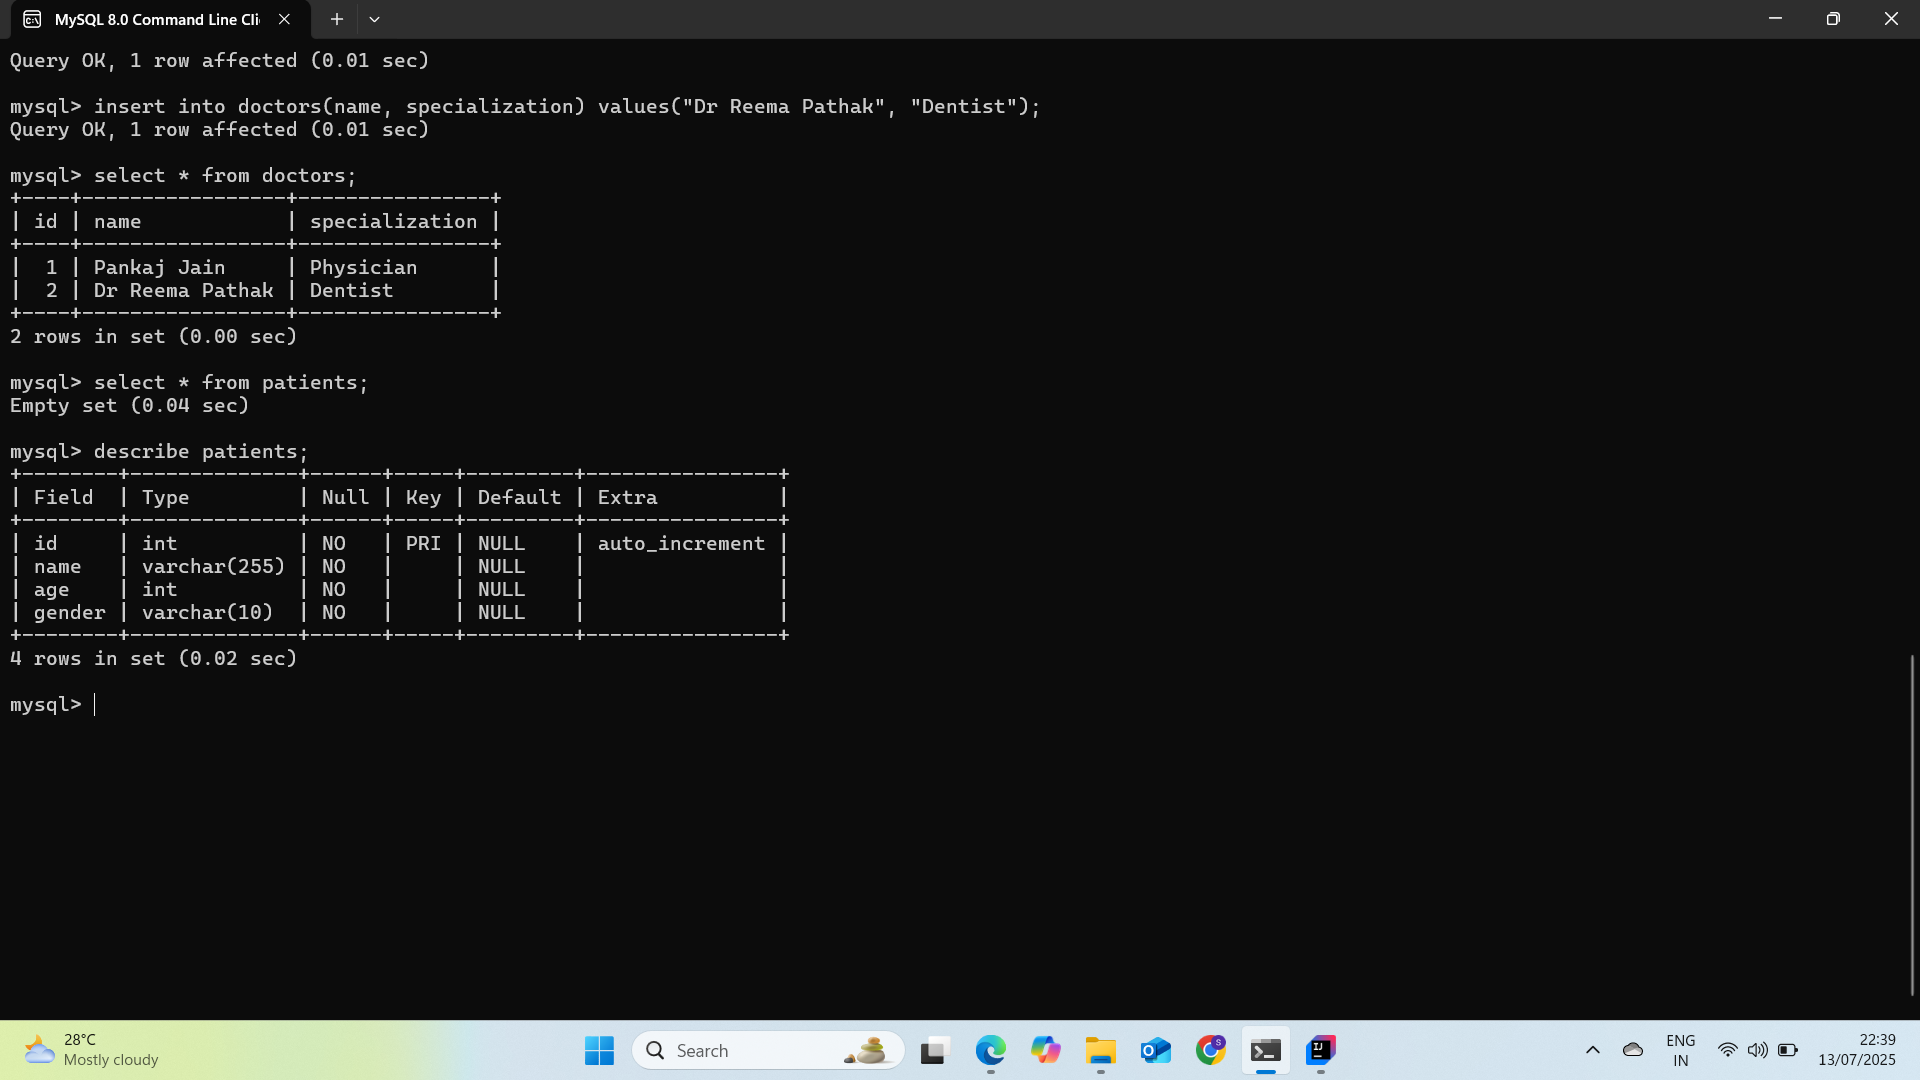 MySQL 8.0 Command Line Cli
Query OK, 1 row affected (0.01 sec)
mysql> insert into doctors(name, specialization) values("Dr Reema Pathak", "Dentist");
Query OK, 1 row affected (0.01 sec)
mysql> select * from doctors;
+----+-----------------+----------------+
| id | name            | specialization |
+----+-----------------+----------------+
|  1 | Pankaj Jain     | Physician      |
|  2 | Dr Reema Pathak | Dentist        |
+----+-----------------+----------------+
2 rows in set (0.00 sec)
mysql> select * from patients;
Empty set (0.04 sec)
mysql> describe patients;
+--------+--------------+------+-----+---------+----------------+
| Field  | Type         | Null | Key | Default | Extra          |
+--------+--------------+------+-----+---------+----------------+
| id     | int          | NO   | PRI | NULL    | auto_increment |
| name   | varchar(255) | NO   |     | NULL    |                |
| age    | int          | NO   |     | NULL    |                |
| gender | varchar(10)  | NO   |     | NULL    |                |
+--------+--------------+------+-----+---------+----------------+
4 rows in set (0.02 sec)
mysql>
28°C
Mostly cloudy
Search
ENG
IN
22:39
13/07/2025